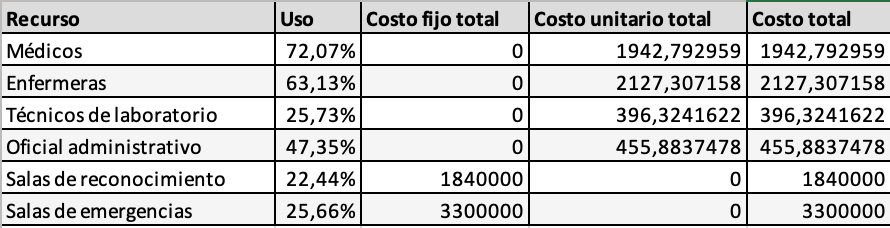 Recurso Uso Costo fijo total Costo unitario total Costo total
Médicos 72,07% 0 1942,792959 1942,792959
Enfermeras 63,13% 0 2127,307158 2127,307158
Técnicos de laboratorio 25,73% 0 396,3241622 396,3241622
Oficial administrativo 47,35% 0 455,8837478 455,8837478
Salas de reconocimiento 22,44% 1840000 0 1840000
Salas de emergencias 25,66% 3300000 0 3300000